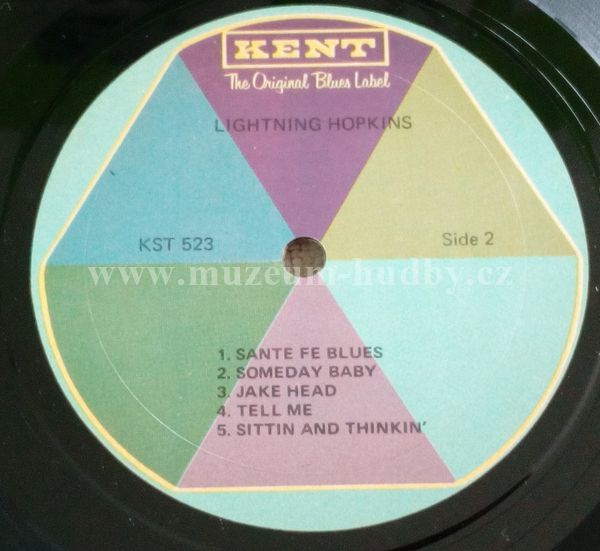 KENT
The Original Blues Label
LIGHTNING HOPKINS
KST 523
Side 2
www.muzeum-hudby.cz
1. SANTE FE BLUES
2. SOMEDAY BABY
3. JAKE HEAD
4. TELL ME
5. SITTIN AND THINKIN'